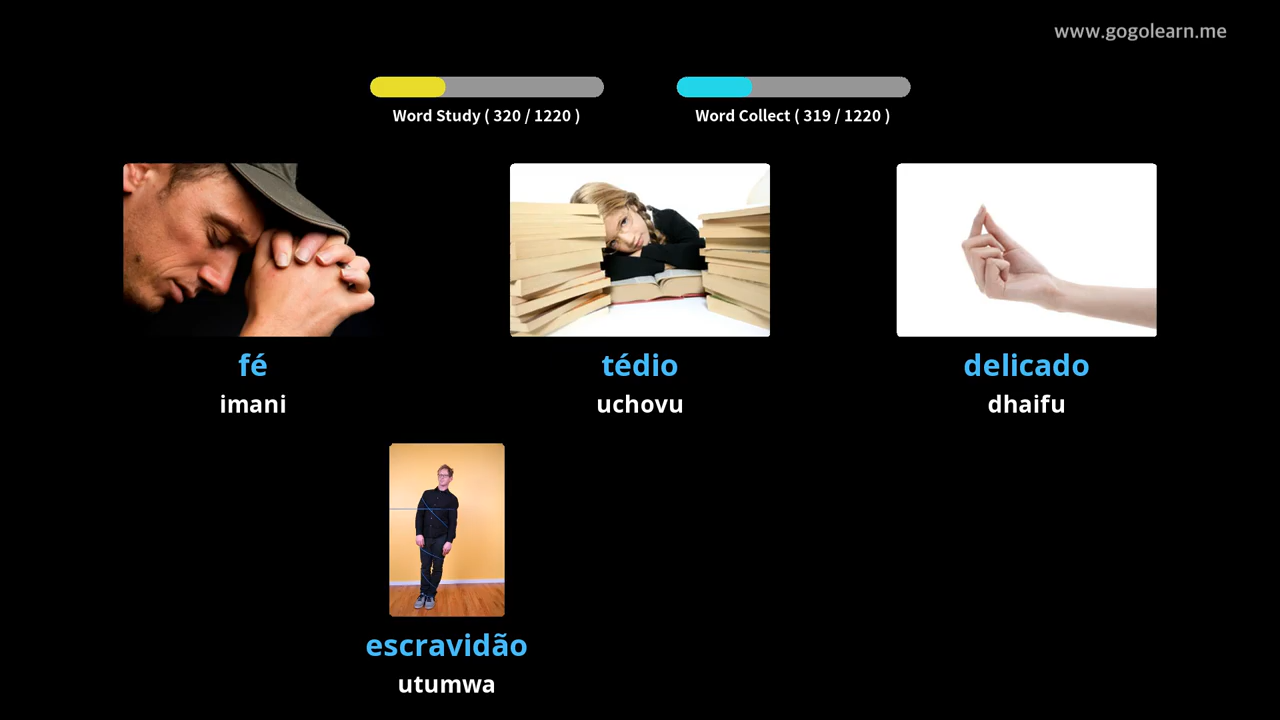 www.gogolearn.me
Word Study ( 320 / 1220 )
Word Collect ( 319 / 1220 )
fé
imani
tédio
uchovu
delicado
dhaifu
escravidão
utumwa